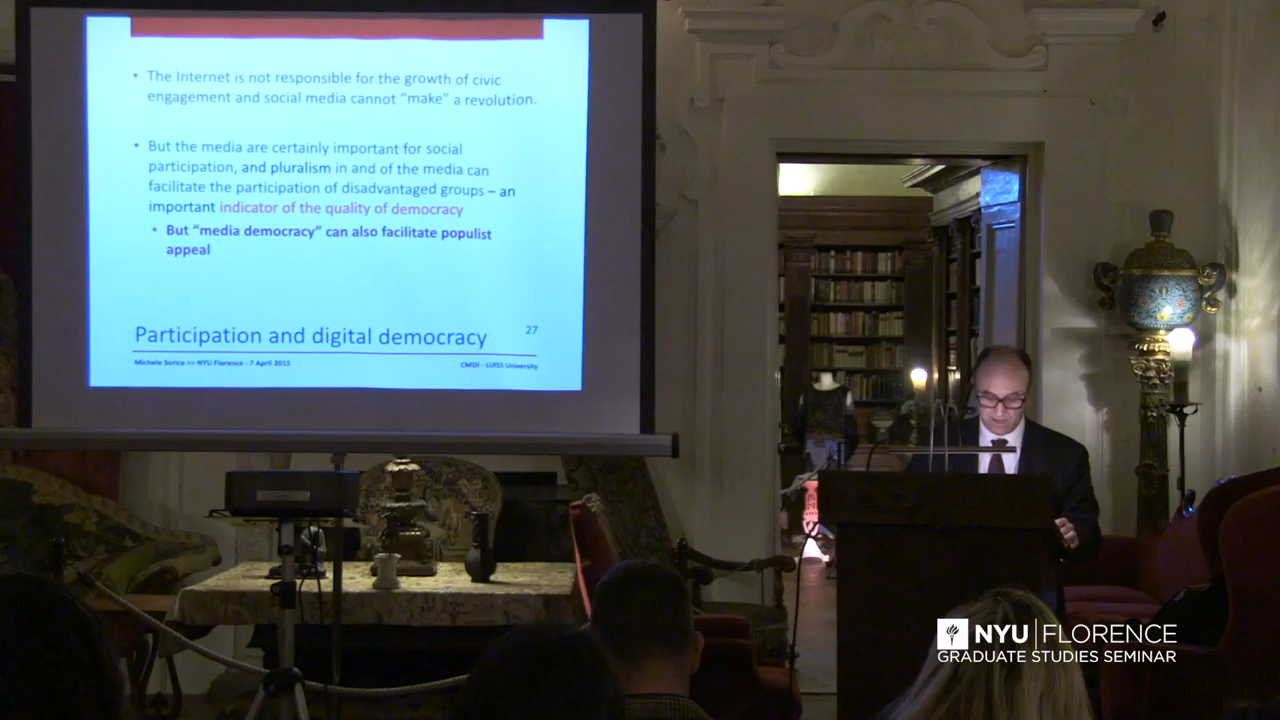 • The Internet is not responsible for the growth of civic
engagement and social media cannot “make” a revolution.
• But the media are certainly important for social
participation, and pluralism in and of the media can
facilitate the participation of disadvantaged groups – an
important indicator of the quality of democracy
• But “media democracy” can also facilitate populist
appeal
Participation and digital democracy
27
Michele Sorice >> NYU Florence - 7 April 2015
CMDI - LUISS University
NYU | FLORENCE
GRADUATE STUDIES SEMINAR